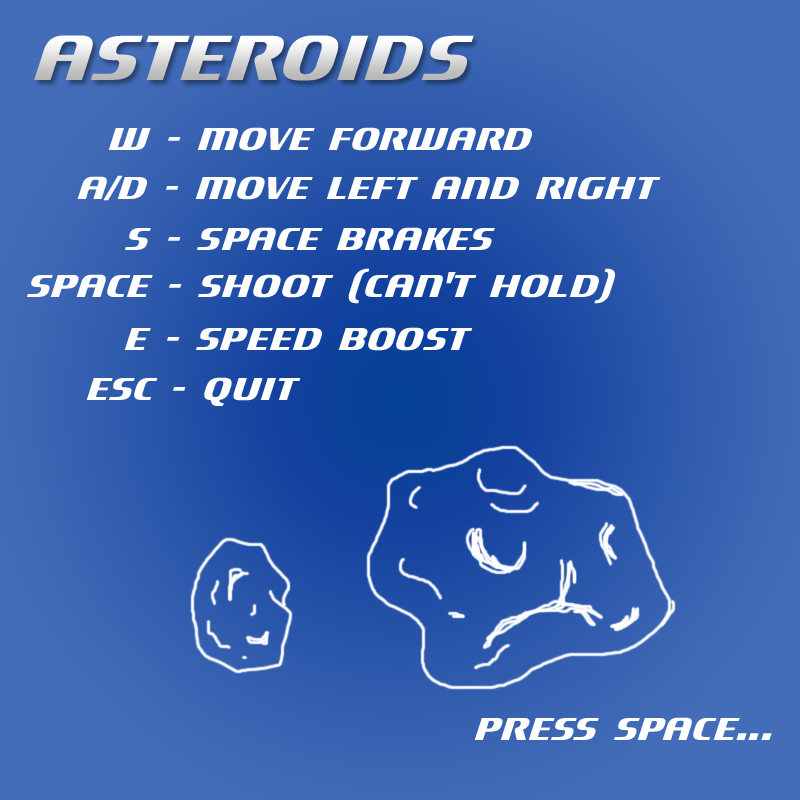 ASTEROIDS
W - MOVE FORWARD
A/D - MOVE LEFT AND RIGHT
S - SPACE BRAKES
SPACE - SHOOT (CAN'T HOLD)
E - SPEED BOOST
ESC - QUIT
PRESS SPACE...